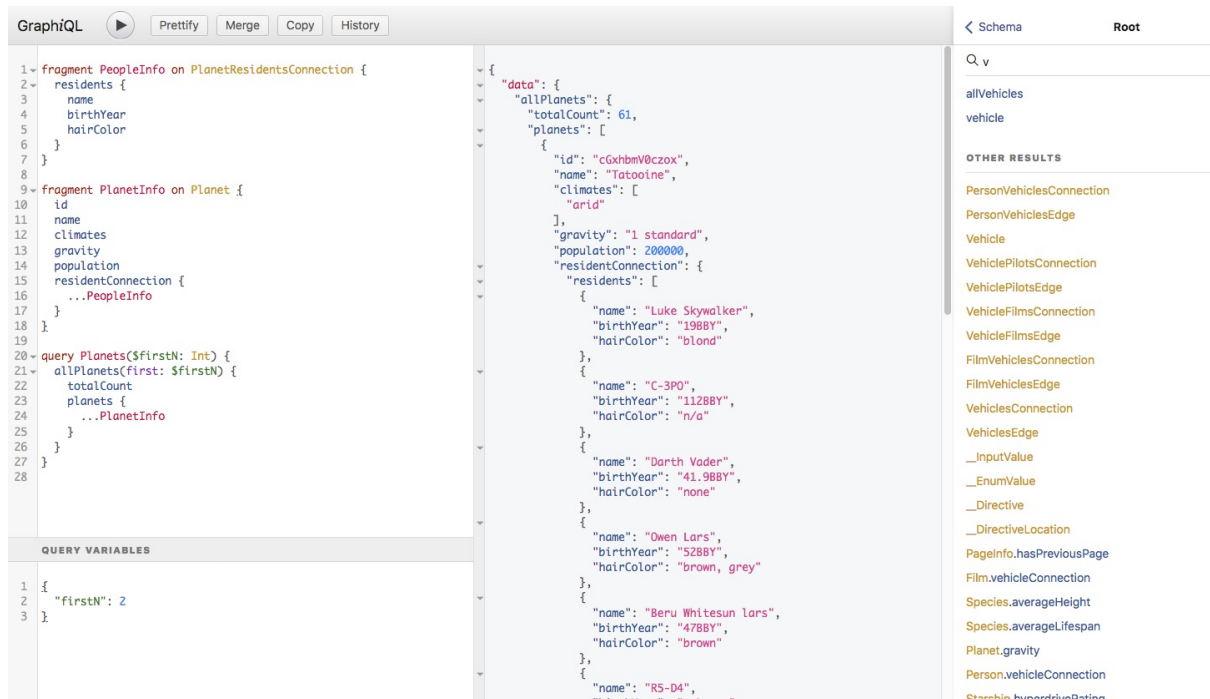 GraphiQL Prettify Merge Copy History
1 fragment PeopleInfo on PlanetResidentsConnection {
2 residents {
3 name
4 birthYear
5 hairColor
6 }
7 }
8
9 fragment PlanetInfo on Planet {
10 id
11 name
12 climates
13 gravity
14 population
15 residentConnection {
16 ...PeopleInfo
17 }
18 }
19
20 query Planets($firstN: Int) {
21 allPlanets(first: $firstN) {
22 totalCount
23 planets {
24 ...PlanetInfo
25 }
26 }
27 }
28
QUERY VARIABLES
1 {
2 "firstN": 2
3 }
{
"data": {
"allPlanets": {
"totalCount": 61,
"planets": [
{
"id": "cGxhbmV0czox",
"name": "Tatooine",
"climates": [
"arid"
],
"gravity": "1 standard",
"population": 200000,
"residentConnection": {
"residents": [
{
"name": "Luke Skywalker",
"birthYear": "19BBY",
"hairColor": "blond"
},
{
"name": "C-3PO",
"birthYear": "112BBY",
"hairColor": "n/a"
},
{
"name": "Darth Vader",
"birthYear": "41.9BBY",
"hairColor": "none"
},
{
"name": "Owen Lars",
"birthYear": "52BBY",
"hairColor": "brown, grey"
},
{
"name": "Beru Whitesun lars",
"birthYear": "47BBY",
"hairColor": "brown"
},
{
"name": "R5-D4",
Schema Root
v
allVehicles
vehicle
OTHER RESULTS
PersonVehiclesConnection
PersonVehiclesEdge
Vehicle
VehiclePilotsConnection
VehiclePilotsEdge
VehicleFilmsConnection
VehicleFilmsEdge
FilmVehiclesConnection
FilmVehiclesEdge
VehiclesConnection
VehiclesEdge
__InputValue
__EnumValue
__Directive
__DirectiveLocation
PageInfo.hasPreviousPage
Film.vehicleConnection
Species.averageHeight
Species.averageLifespan
Planet.gravity
Person.vehicleConnection
Starship.hyperdriveRating